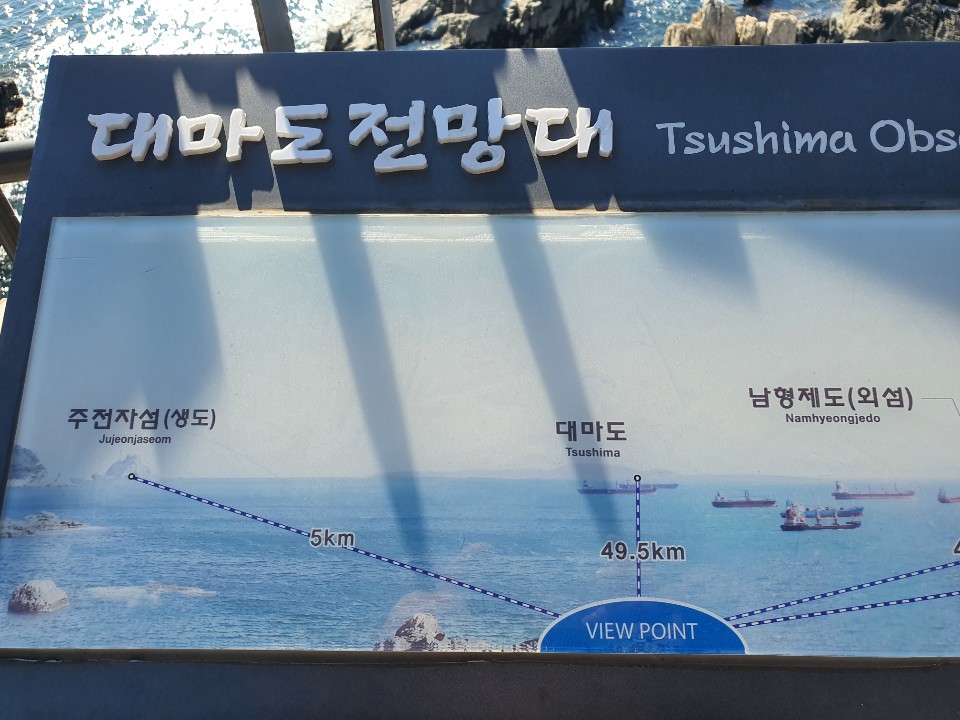 대마도전망대 Tsushima
남형제도(외섬)
Namhyeongjedo
주전자섬(생도)
Jujeonjaseom
대마도
Tsushima
5km
49.5km
VIEW POINT